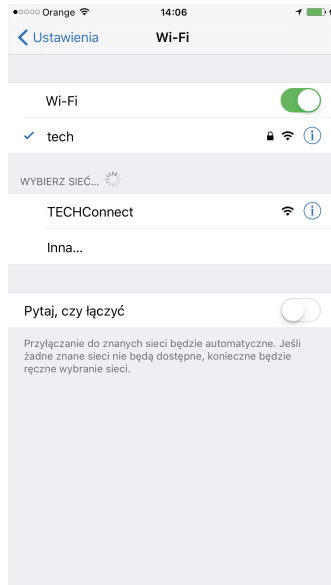 Orange 14:06
Ustawienia Wi-Fi
Wi-Fi
tech
WYBIERZ SIEĆ...
TECHConnect
Inna...
Pytaj, czy łączyć
Przyłączanie do znanych sieci będzie automatyczne. Jeśli
żadne znane sieci nie będą dostępne, konieczne będzie
ręczne wybranie sieci.